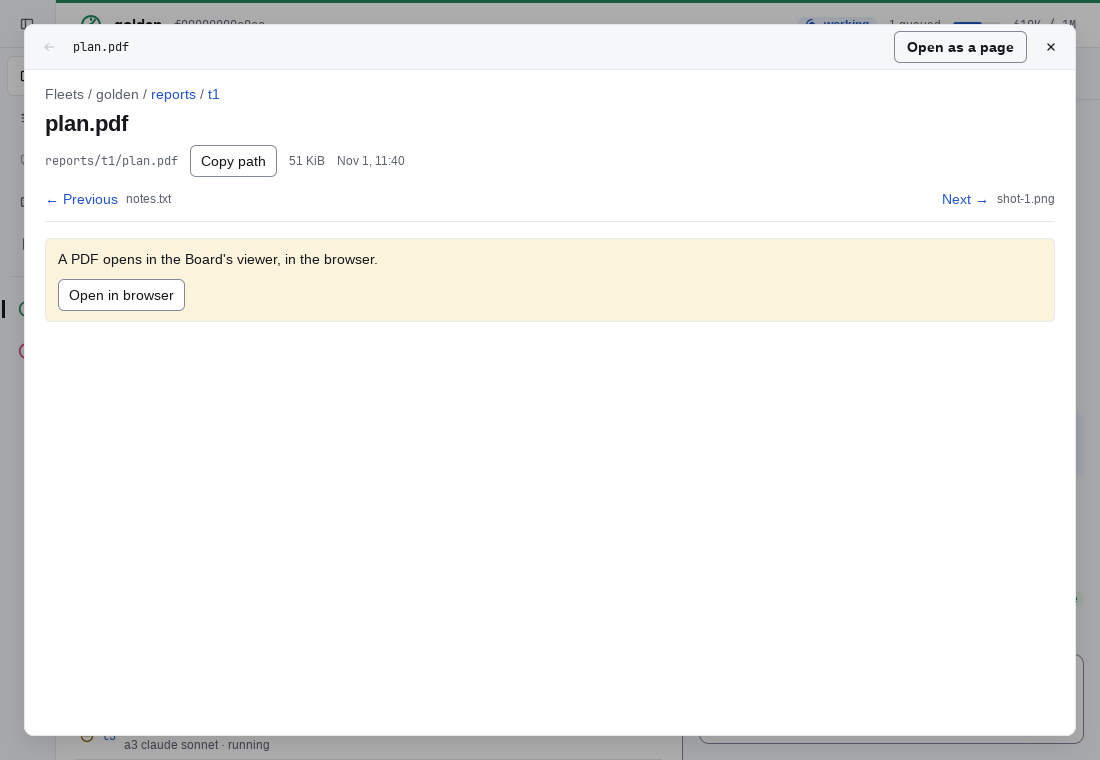 plan.pdf
Open as a page
Fleets / golden / reports / t1
plan.pdf
reports/t1/plan.pdf
Copy path
51 KiB
Nov 1, 11:40
← Previous notes.txt
Next → shot-1.png
A PDF opens in the Board's viewer, in the browser.
Open in browser
a3 claude sonnet · running